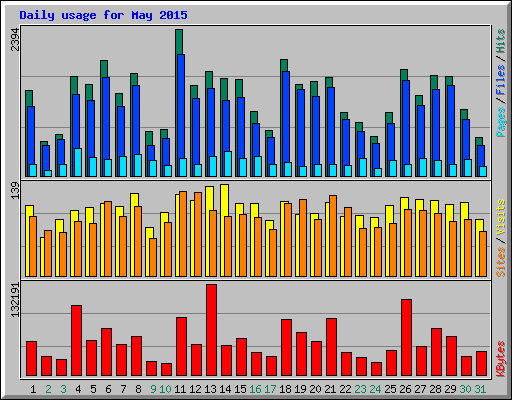 Daily usage for May 2015
2394
Pages / Files / Hits
139
Sites / Visits
132191
KBytes
1 2 3 4 5 6 7 8 9 10 11 12 13 14 15 16 17 18 19 20 21 22 23 24 25 26 27 28 29 30 31